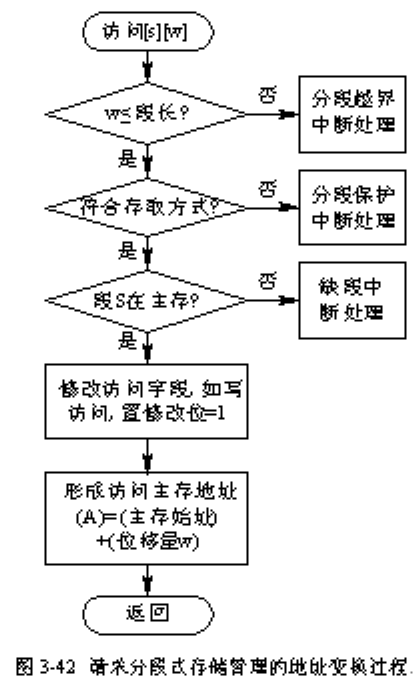 访问[s][w]
w≤段长?
否
分段越界
中断处理
是
符合存取方式?
否
分段保护
中断处理
是
段S在主存?
否
缺段中
断处理
是
修改访问字段, 如写
访问, 置修改位=1
形成访问主存地址
(A)=(主存始址)
+(位移量w)
返回
图 3-42 请求分段式存储管理的地址变换过程.